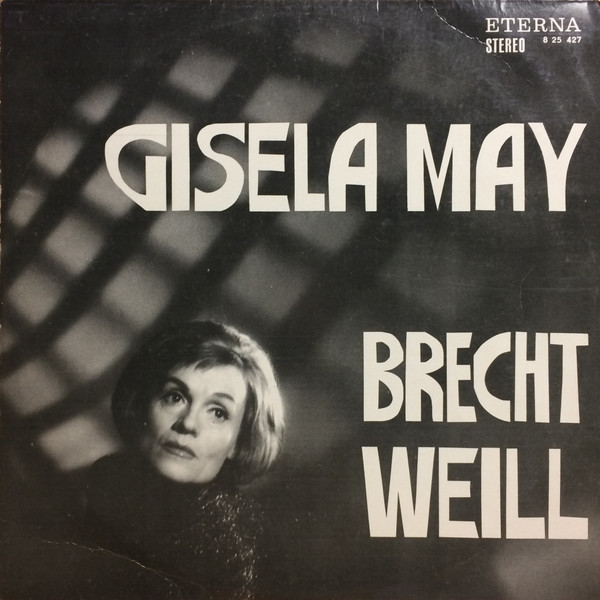 ETERNA
STEREO 8 25 427
GISELA MAY
BRECHT
WEILL